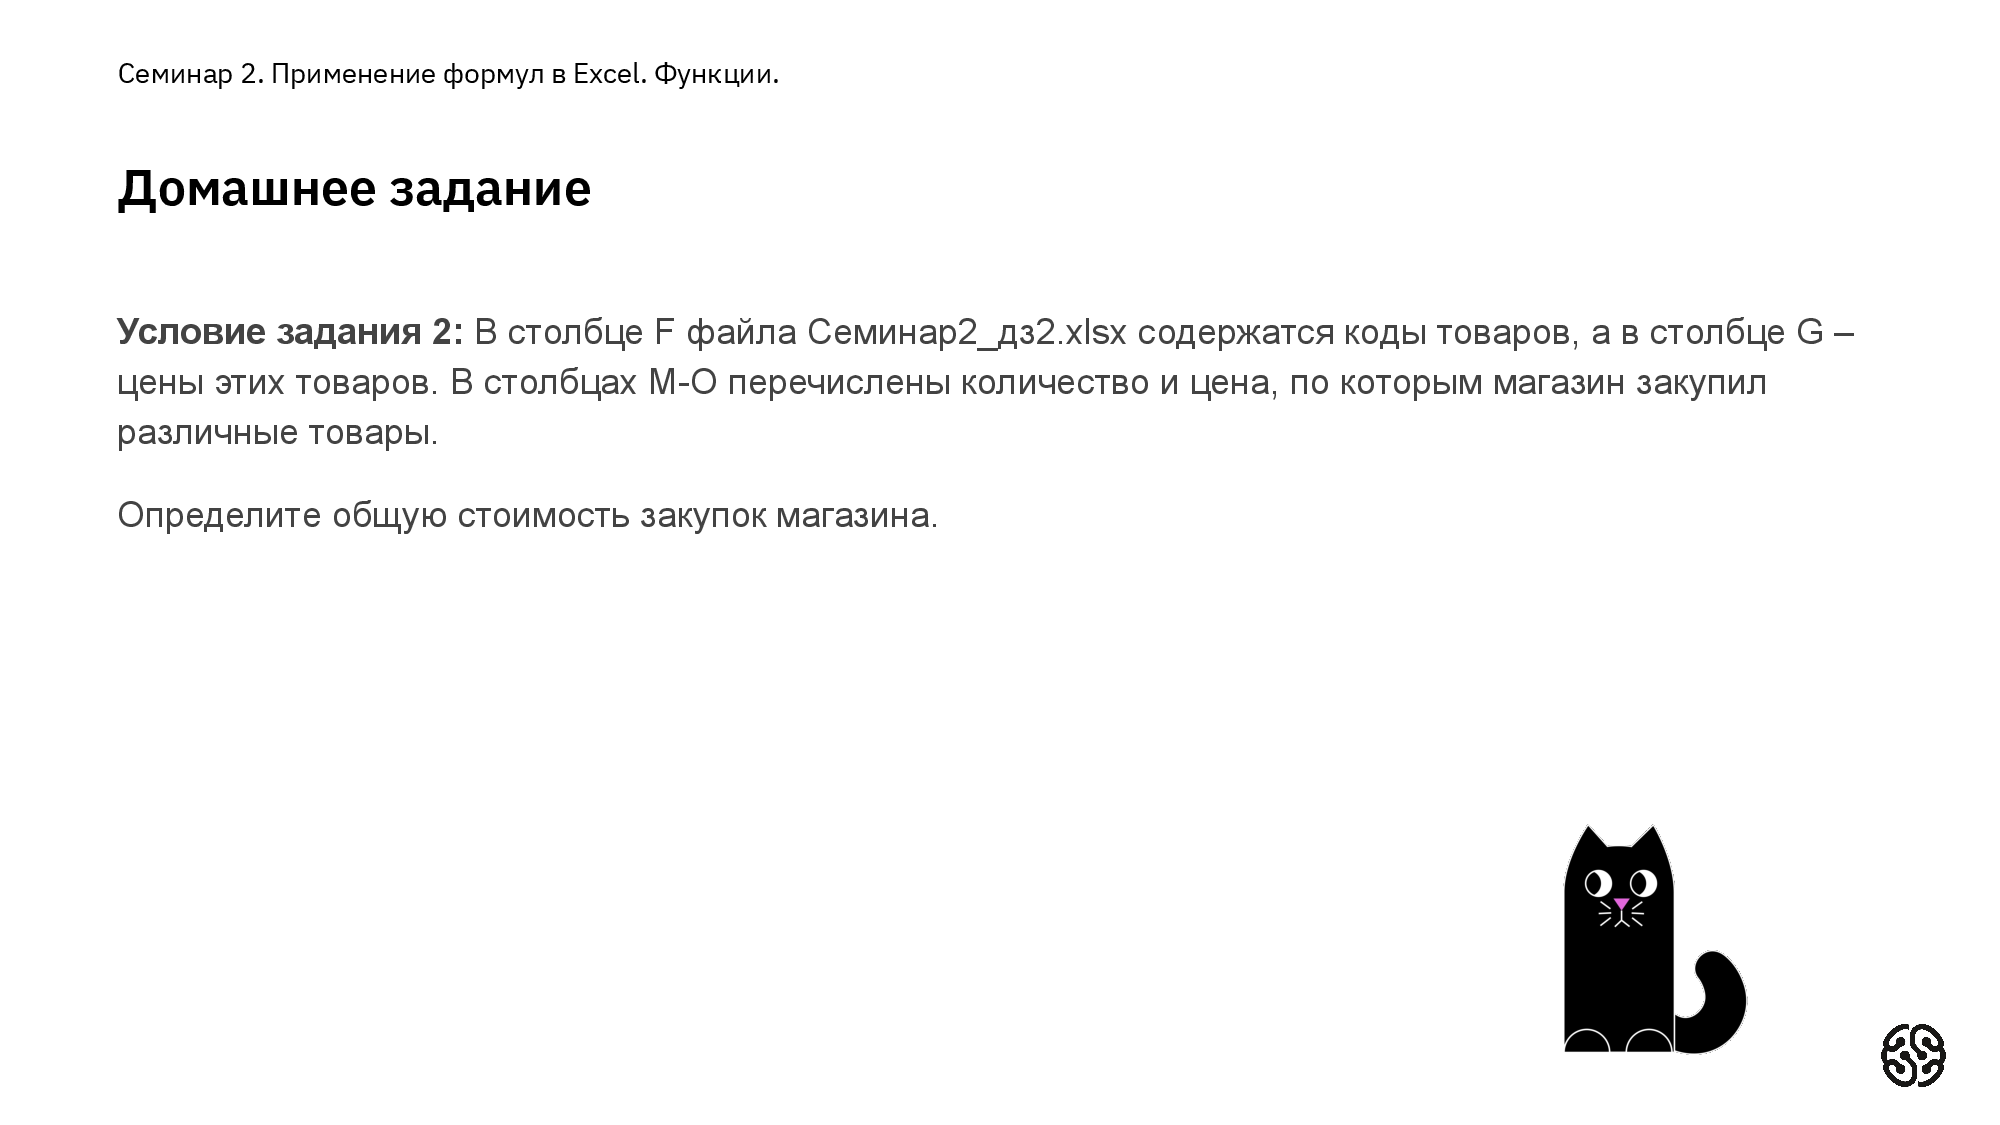 Семинар 2. Применение формул в Excel. Функции.
Домашнее задание
Условие задания 2: В столбце F файла Семинар2_дз2.xlsx содержатся коды товаров, а в столбце G –
цены этих товаров. В столбцах M-O перечислены количество и цена, по которым магазин закупил
различные товары.
Определите общую стоимость закупок магазина.